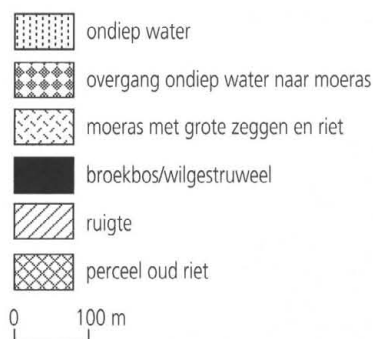 ondiep water
overgang ondiep water naar moeras
moeras met grote zeggen en riet
broekbos/wilgestruweel
ruigte
perceel oud riet
0 100 m